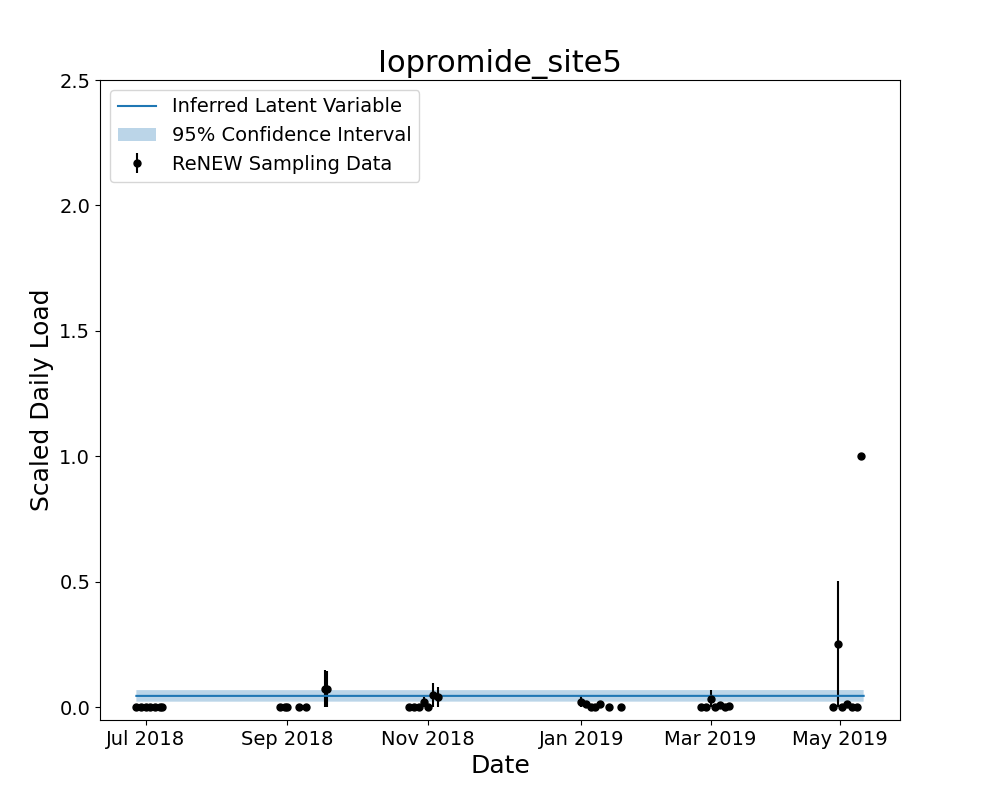 Iopromide_site5
Inferred Latent Variable
95% Confidence Interval
ReNEW Sampling Data
2.5
2.0
1.5
1.0
0.5
0.0
Scaled Daily Load
Jul 2018 Sep 2018 Nov 2018 Jan 2019 Mar 2019 May 2019
Date